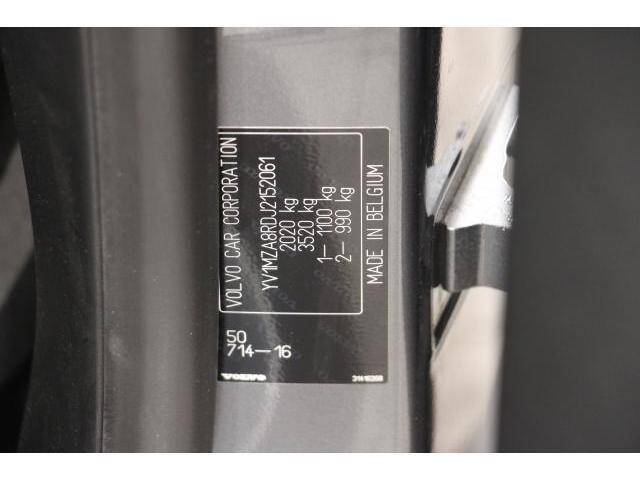 VOLVO CAR CORPORATION
YV1MZA8RDJ2152061
2020 kg
3520 kg
1– 1100 kg
2– 990 kg
MADE IN BELGIUM
50
714–16
VOLVO